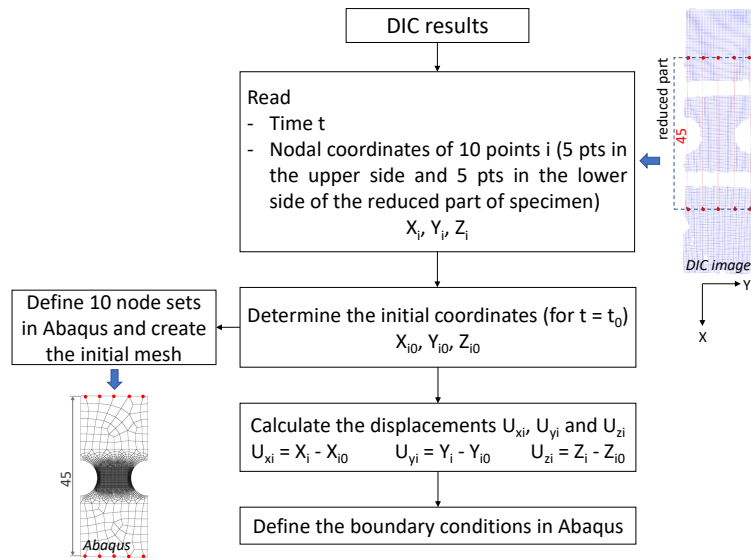 DIC results
Read
- Time t
- Nodal coordinates of 10 points i (5 pts in
the upper side and 5 pts in the lower
side of the reduced part of specimen)
Xi, Yi, Zi
reduced part
45
DIC image
Y
X
Define 10 node sets
in Abaqus and create
the initial mesh
Determine the initial coordinates (for t = t0)
Xi0, Yi0, Zi0
45
Abaqus
Calculate the displacements Uxi, Uyi and Uzi
Uxi = Xi - Xi0 Uyi = Yi - Yi0 Uzi = Zi - Zi0
Define the boundary conditions in Abaqus